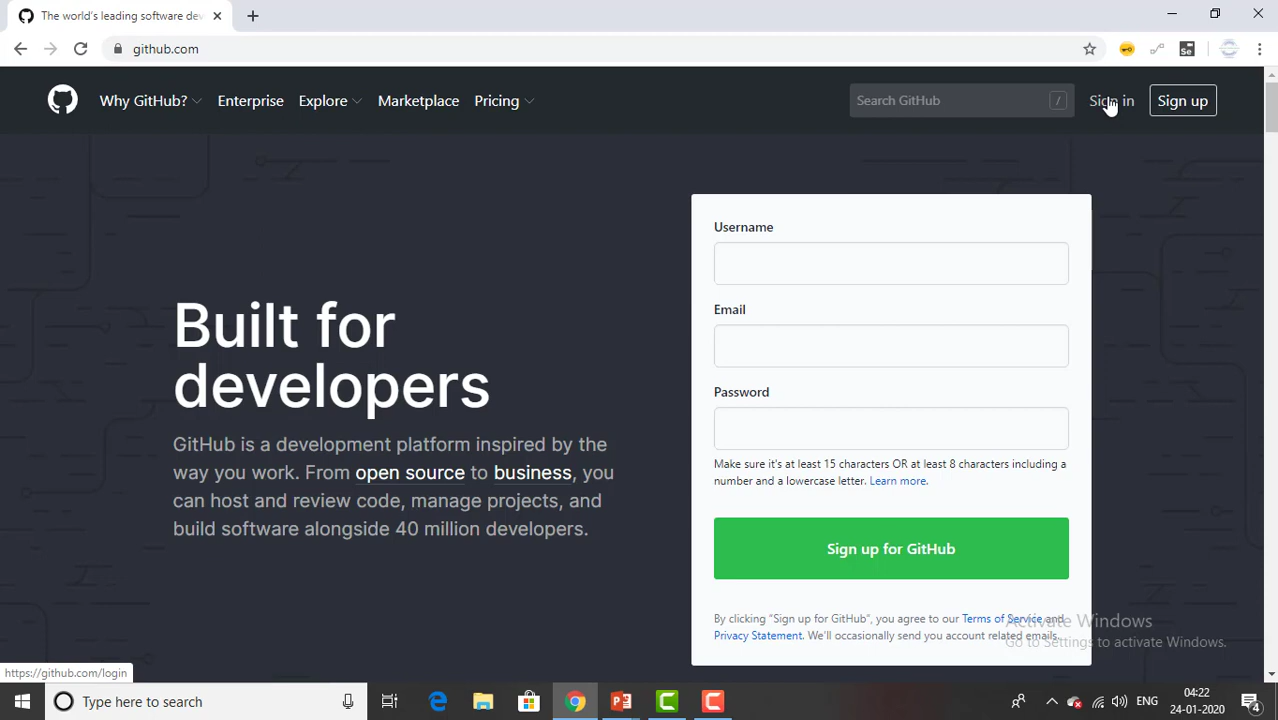 The world's leading software dev
github.com
Se
Why GitHub?
Enterprise
Explore
Marketplace
Pricing
Search GitHub
/
Sign in
Sign up
Username
Email
Built for
developers
Password
GitHub is a development platform inspired by the
way you work. From open source to business, you
can host and review code, manage projects, and
build software alongside 40 million developers.
Make sure it's at least 15 characters OR at least 8 characters including a
number and a lowercase letter. Learn more.
Sign up for GitHub
By clicking “Sign up for GitHub”, you agree to our Terms of Service and
Privacy Statement. We'll occasionally send you account related emails.
Activate Windows
Go to Settings to activate Windows.
https://github.com/login
Type here to search
ENG
04:22
24-01-2020
4